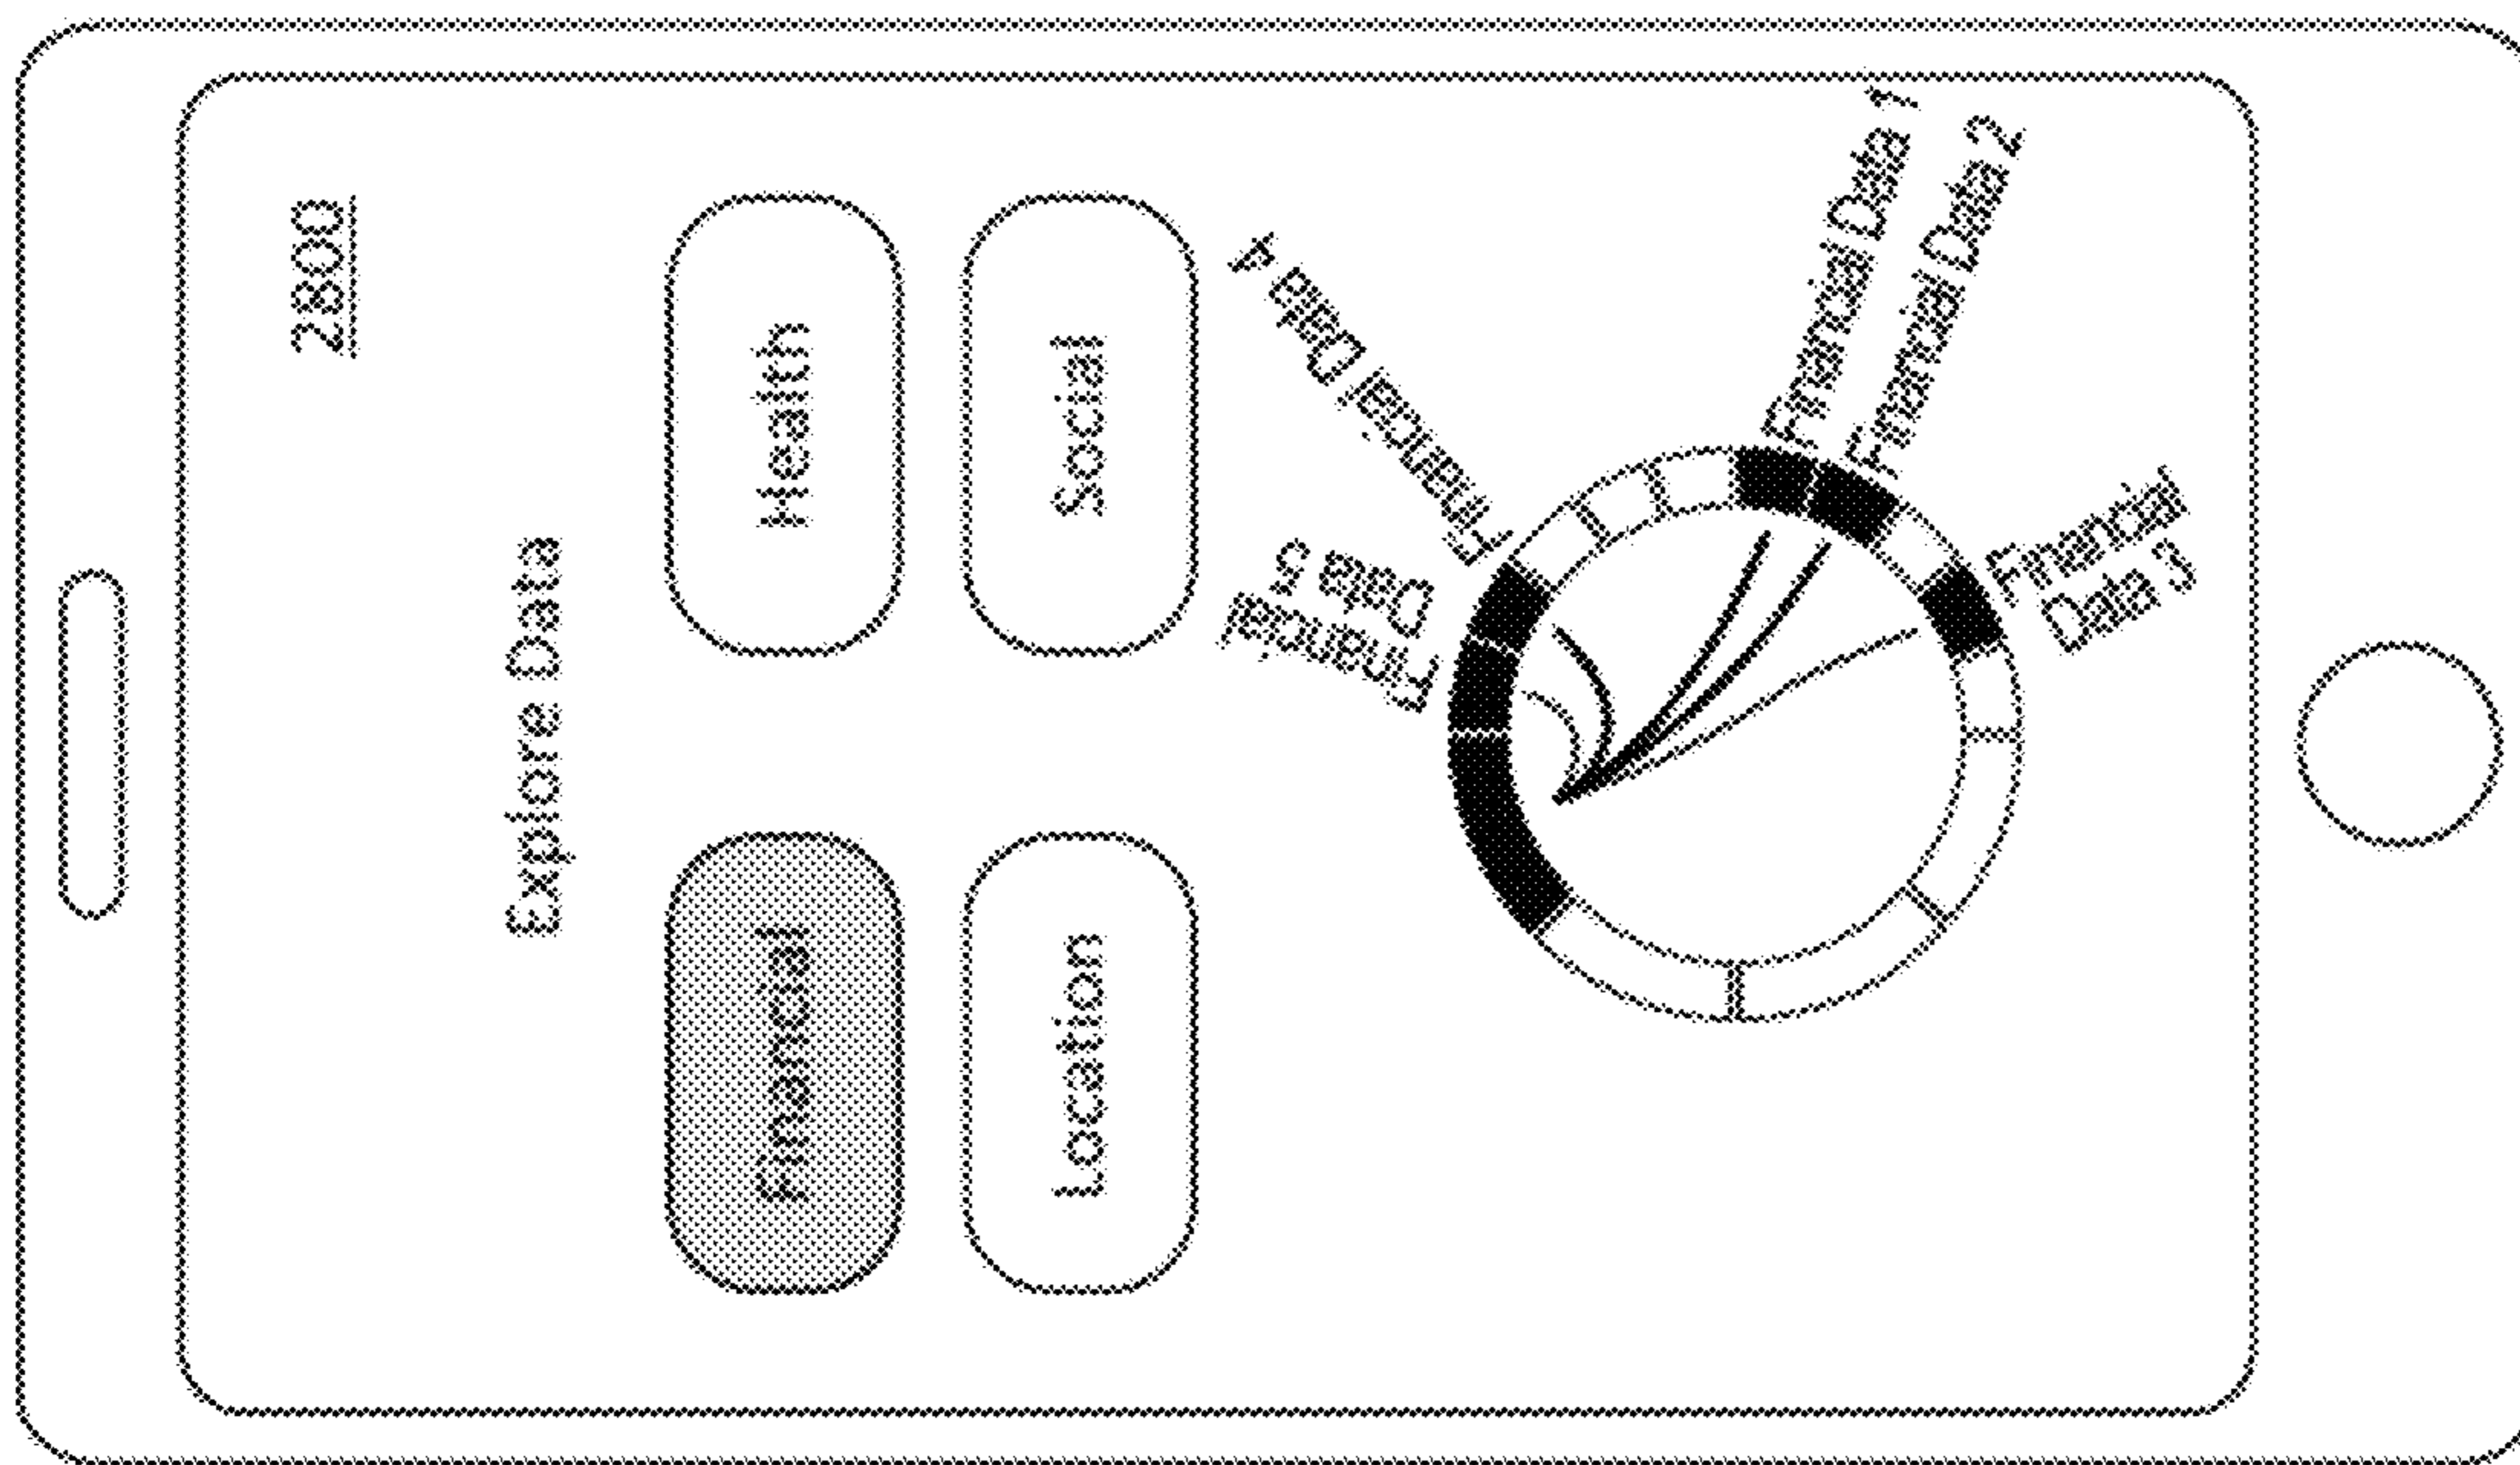 2800
Explore Data
Financial
Health
Location
Social
Financial
Data 5
Financial Data 4
Financial Data 1
Financial Data 2
Financial
Data 3